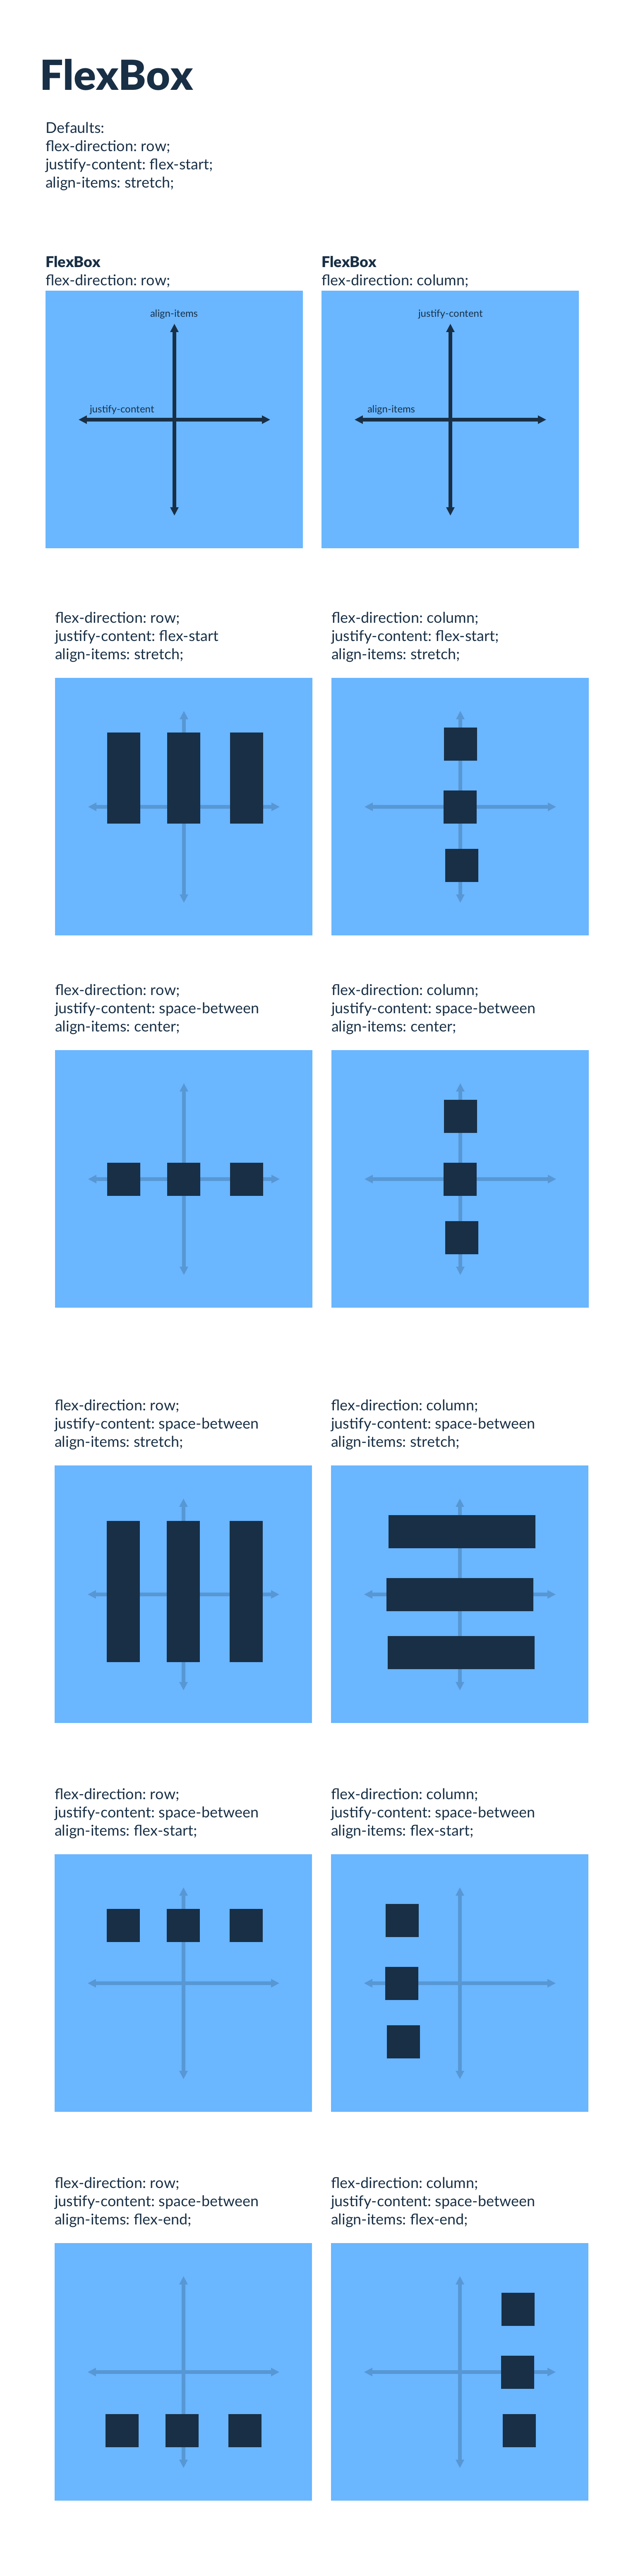 FlexBox
Defaults:
flex-direction: row;
justify-content: flex-start;
align-items: stretch;
FlexBox
flex-direction: row;
align-items
justify-content
FlexBox
flex-direction: column;
justify-content
align-items
flex-direction: row;
justify-content: flex-start
align-items: stretch;
flex-direction: column;
justify-content: flex-start;
align-items: stretch;
flex-direction: row;
justify-content: space-between
align-items: center;
flex-direction: column;
justify-content: space-between
align-items: center;
flex-direction: row;
justify-content: space-between
align-items: stretch;
flex-direction: column;
justify-content: space-between
align-items: stretch;
flex-direction: row;
justify-content: space-between
align-items: flex-start;
flex-direction: column;
justify-content: space-between
align-items: flex-start;
flex-direction: row;
justify-content: space-between
align-items: flex-end;
flex-direction: column;
justify-content: space-between
align-items: flex-end;